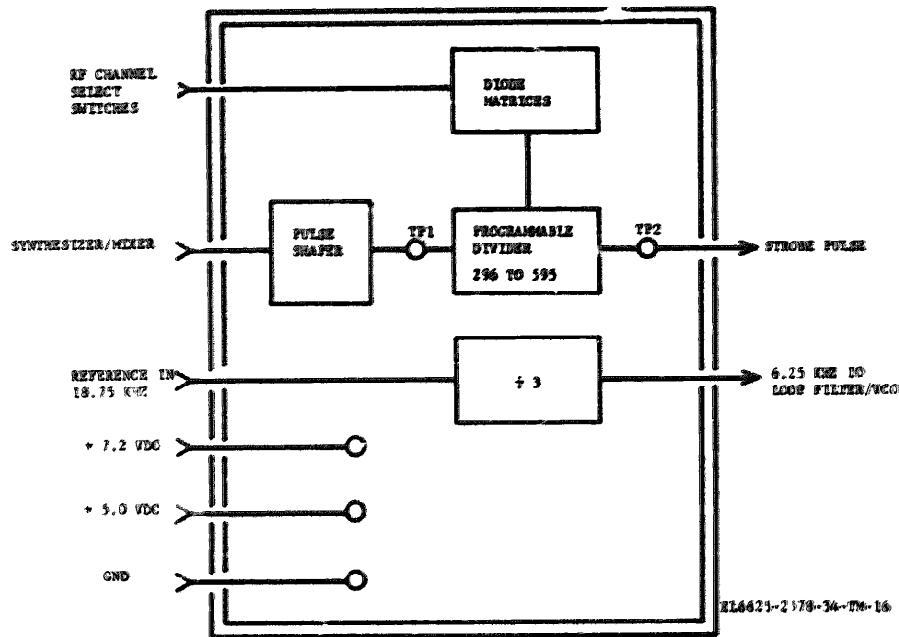 RF CHANNEL
SELECT
SWITCHES
DIODE
MATRICES
SYNTHESIZER/MIXER
PULSE
SHAPER
TP1
PROGRAMMABLE
DIVIDER
296 TO 595
TP2
STROBE PULSE
REFERENCE IN
18.75 KHZ
÷ 3
6.25 KHZ TO
LOOP FILTER/VCO
+ 7.2 VDC
+ 5.0 VDC
GND